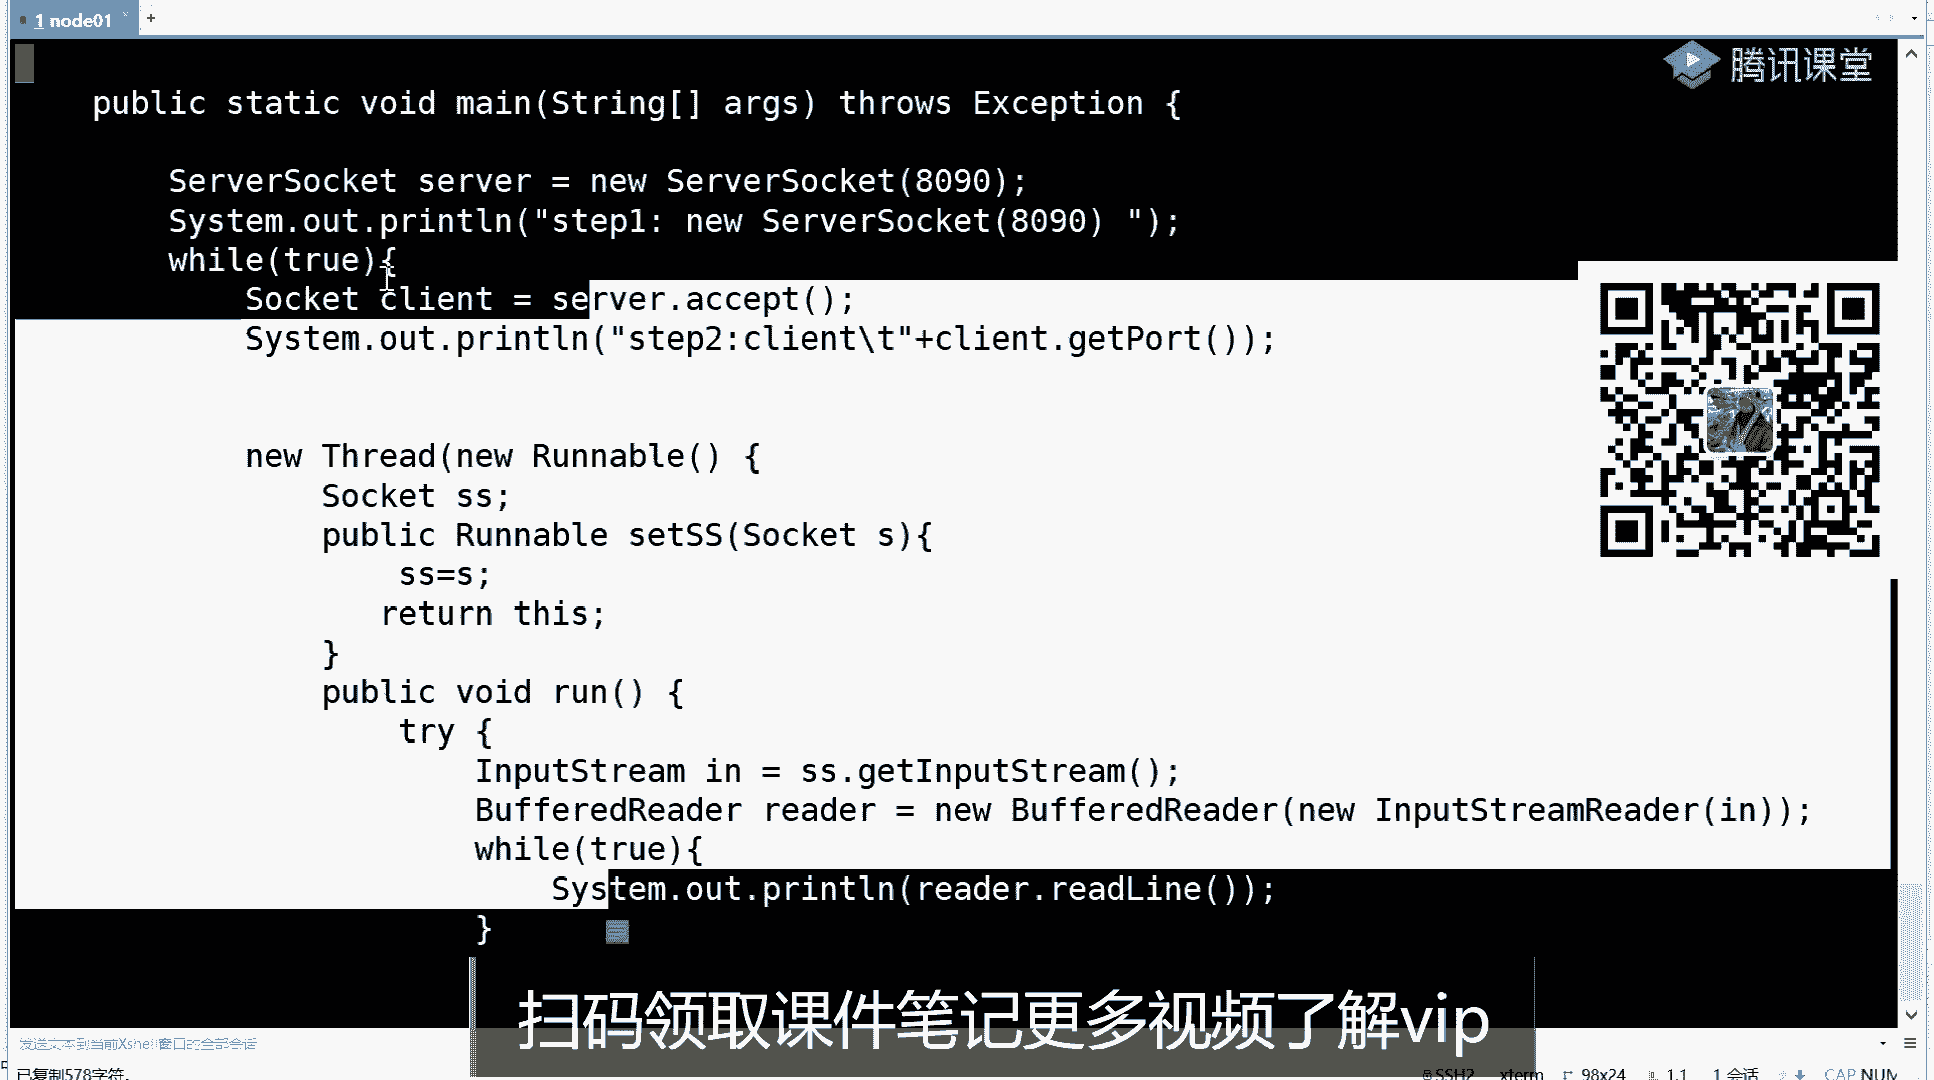 1 node01
+
腾讯课堂
public static void main(String[] args) throws Exception {
ServerSocket server = new ServerSocket(8090);
System.out.println("step1: new ServerSocket(8090) ");
while(true){
Socket client = server.accept();
System.out.println("step2:client\t"+client.getPort());
new Thread(new Runnable() {
Socket ss;
public Runnable setSS(Socket s){
ss=s;
return this;
}
public void run() {
try {
InputStream in = ss.getInputStream();
BufferedReader reader = new BufferedReader(new InputStreamReader(in));
while(true){
System.out.println(reader.readLine());
}
扫码领取课件笔记更多视频了解vip
发送文本到当前Xshell窗口的全部会话
已复制578字符。
SSH2 xterm 98x24 1,1 1 会话 CAP NUM